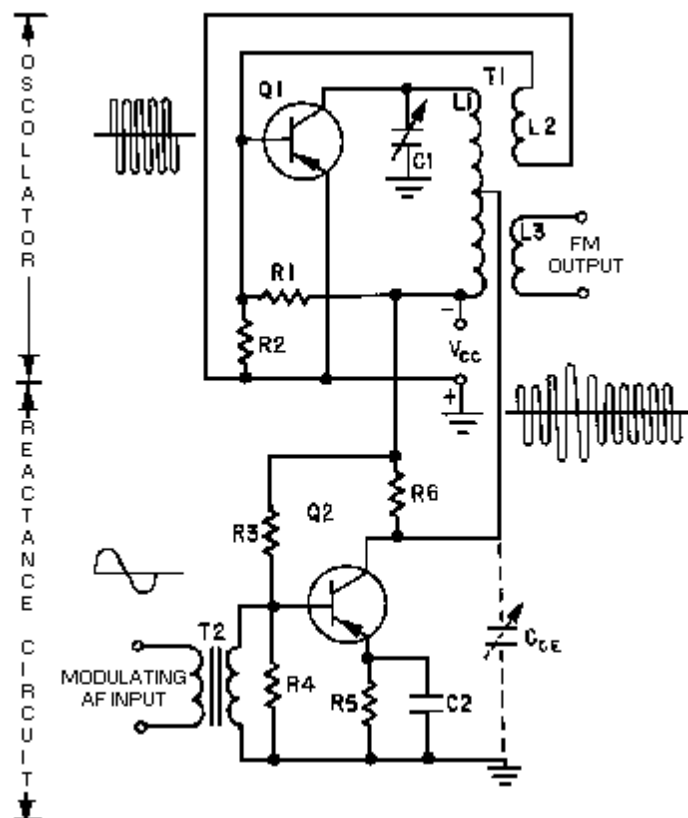 OSCOLLATOR
REACTANCE CIRCUIT
Q1
C1
L1
T1
L2
L3
FM
OUTPUT
R1
R2
−
VCC
+
R6
R3
Q2
T2
MODULATING
AF INPUT
R4
R5
C2
CCE